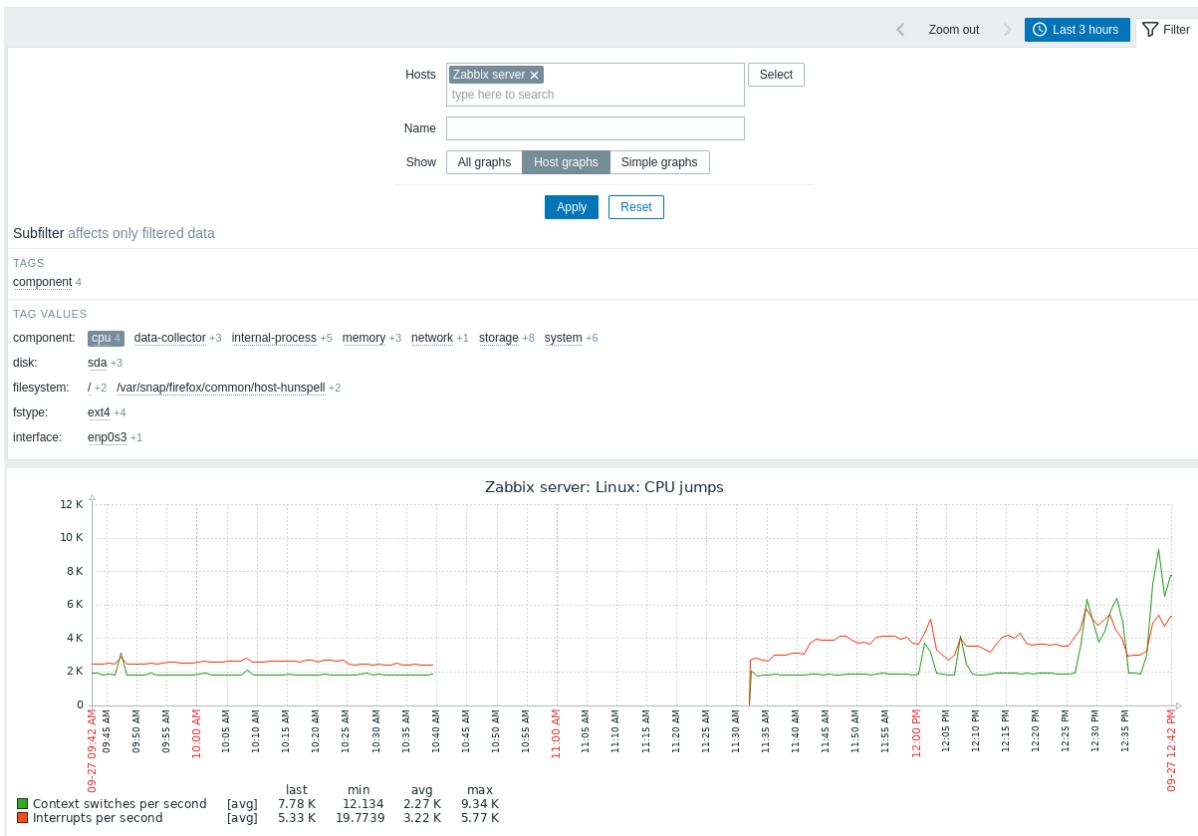 Zoom out Last 3 hours Filter
Hosts Zabbix server Select
type here to search
Name
Show All graphs Host graphs Simple graphs
Apply Reset
Subfilter affects only filtered data
TAGS
component 4
TAG VALUES
component: cpu 4 data-collector +3 internal-process +5 memory +3 network +1 storage +8 system +6
disk: sda +3
filesystem: / +2 /var/snap/firefox/common/host-hunspell +2
fstype: ext4 +4
interface: enp0s3 +1
Zabbix server: Linux: CPU jumps
12 K
10 K
8 K
6 K
4 K
2 K
0
09-27 09:42 AM 09:45 AM 09:50 AM 09:55 AM 10:00 AM 10:05 AM 10:10 AM 10:15 AM 10:20 AM 10:25 AM 10:30 AM 10:35 AM 10:40 AM 10:45 AM 10:50 AM 10:55 AM 11:00 AM 11:05 AM 11:10 AM 11:15 AM 11:20 AM 11:25 AM 11:30 AM 11:35 AM 11:40 AM 11:45 AM 11:50 AM 11:55 AM 12:00 PM 12:05 PM 12:10 PM 12:15 PM 12:20 PM 12:25 PM 12:30 PM 12:35 PM 09-27 12:42 PM
last min avg max
Context switches per second [avg] 7.78 K 12.134 2.27 K 9.34 K
Interrupts per second [avg] 5.33 K 19.7739 3.22 K 5.77 K